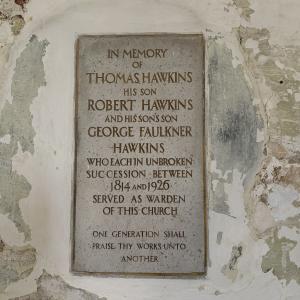 IN MEMORY
OF
THOMAS HAWKINS
HIS SON
ROBERT HAWKINS
AND HIS SON'S SON
GEORGE FAULKNER
HAWKINS
WHO EACH IN UNBROKEN
SUCCESSION BETWEEN
1814 AND 1926
SERVED AS WARDEN
OF THIS CHURCH
ONE GENERATION SHALL
PRAISE THY WORKS UNTO
ANOTHER